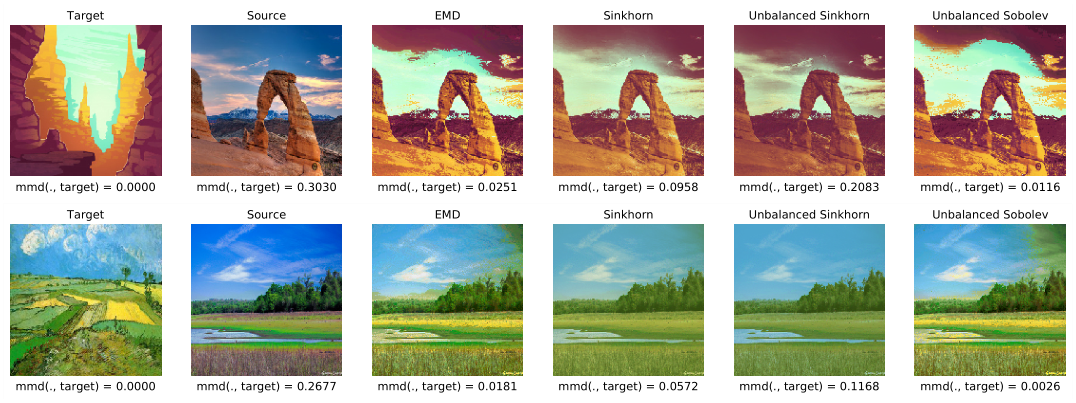 Target Source EMD Sinkhorn Unbalanced Sinkhorn Unbalanced Sobolev
mmd(., target) = 0.0000 mmd(., target) = 0.3030 mmd(., target) = 0.0251 mmd(., target) = 0.0958 mmd(., target) = 0.2083 mmd(., target) = 0.0116
Target Source EMD Sinkhorn Unbalanced Sinkhorn Unbalanced Sobolev
mmd(., target) = 0.0000 mmd(., target) = 0.2677 mmd(., target) = 0.0181 mmd(., target) = 0.0572 mmd(., target) = 0.1168 mmd(., target) = 0.0026